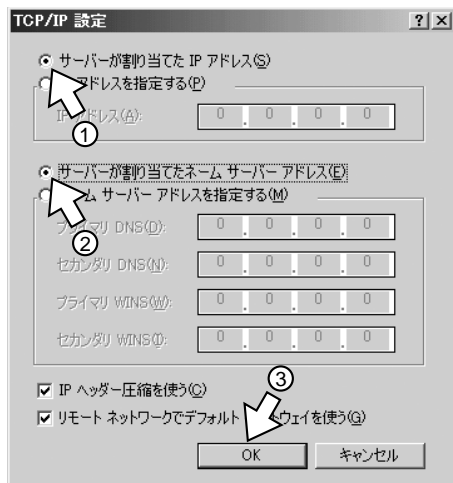 TCP/IP 設定
? ×
サーバーが割り当てた IP アドレス(S)
アドレスを指定する(P)
IP アドレス(A): 0 . 0 . 0 . 0
①
サーバーが割り当てたネーム サーバー アドレス(E)
ム サーバー アドレスを指定する(M)
プライマリ DNS(D): 0 . 0 . 0 . 0
②
セカンダリ DNS(N): 0 . 0 . 0 . 0
プライマリ WINS(W): 0 . 0 . 0 . 0
セカンダリ WINS(I): 0 . 0 . 0 . 0
③
IP ヘッダー圧縮を使う(C)
リモート ネットワークでデフォルト ウェイを使う(G)
OK キャンセル